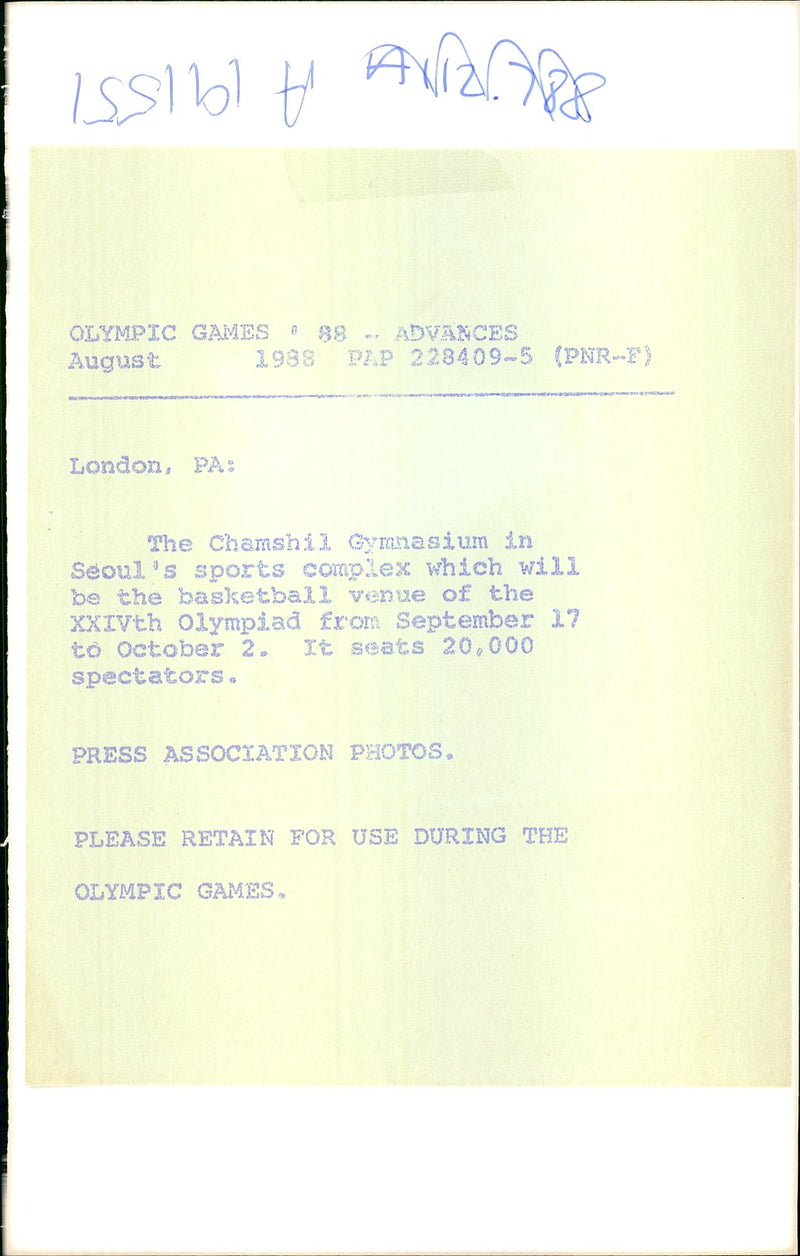 OLYMPIC GAMES ' 88 - ADVANCES
August 1988 PAP 228409-5 (PNR-F)
London, PA:
The Chamshil Gymnasium in
Seoul's sports complex which will
be the basketball venue of the
XXIVth Olympiad from September 17
to October 2. It seats 20,000
spectators.
PRESS ASSOCIATION PHOTOS.
PLEASE RETAIN FOR USE DURING THE
OLYMPIC GAMES.